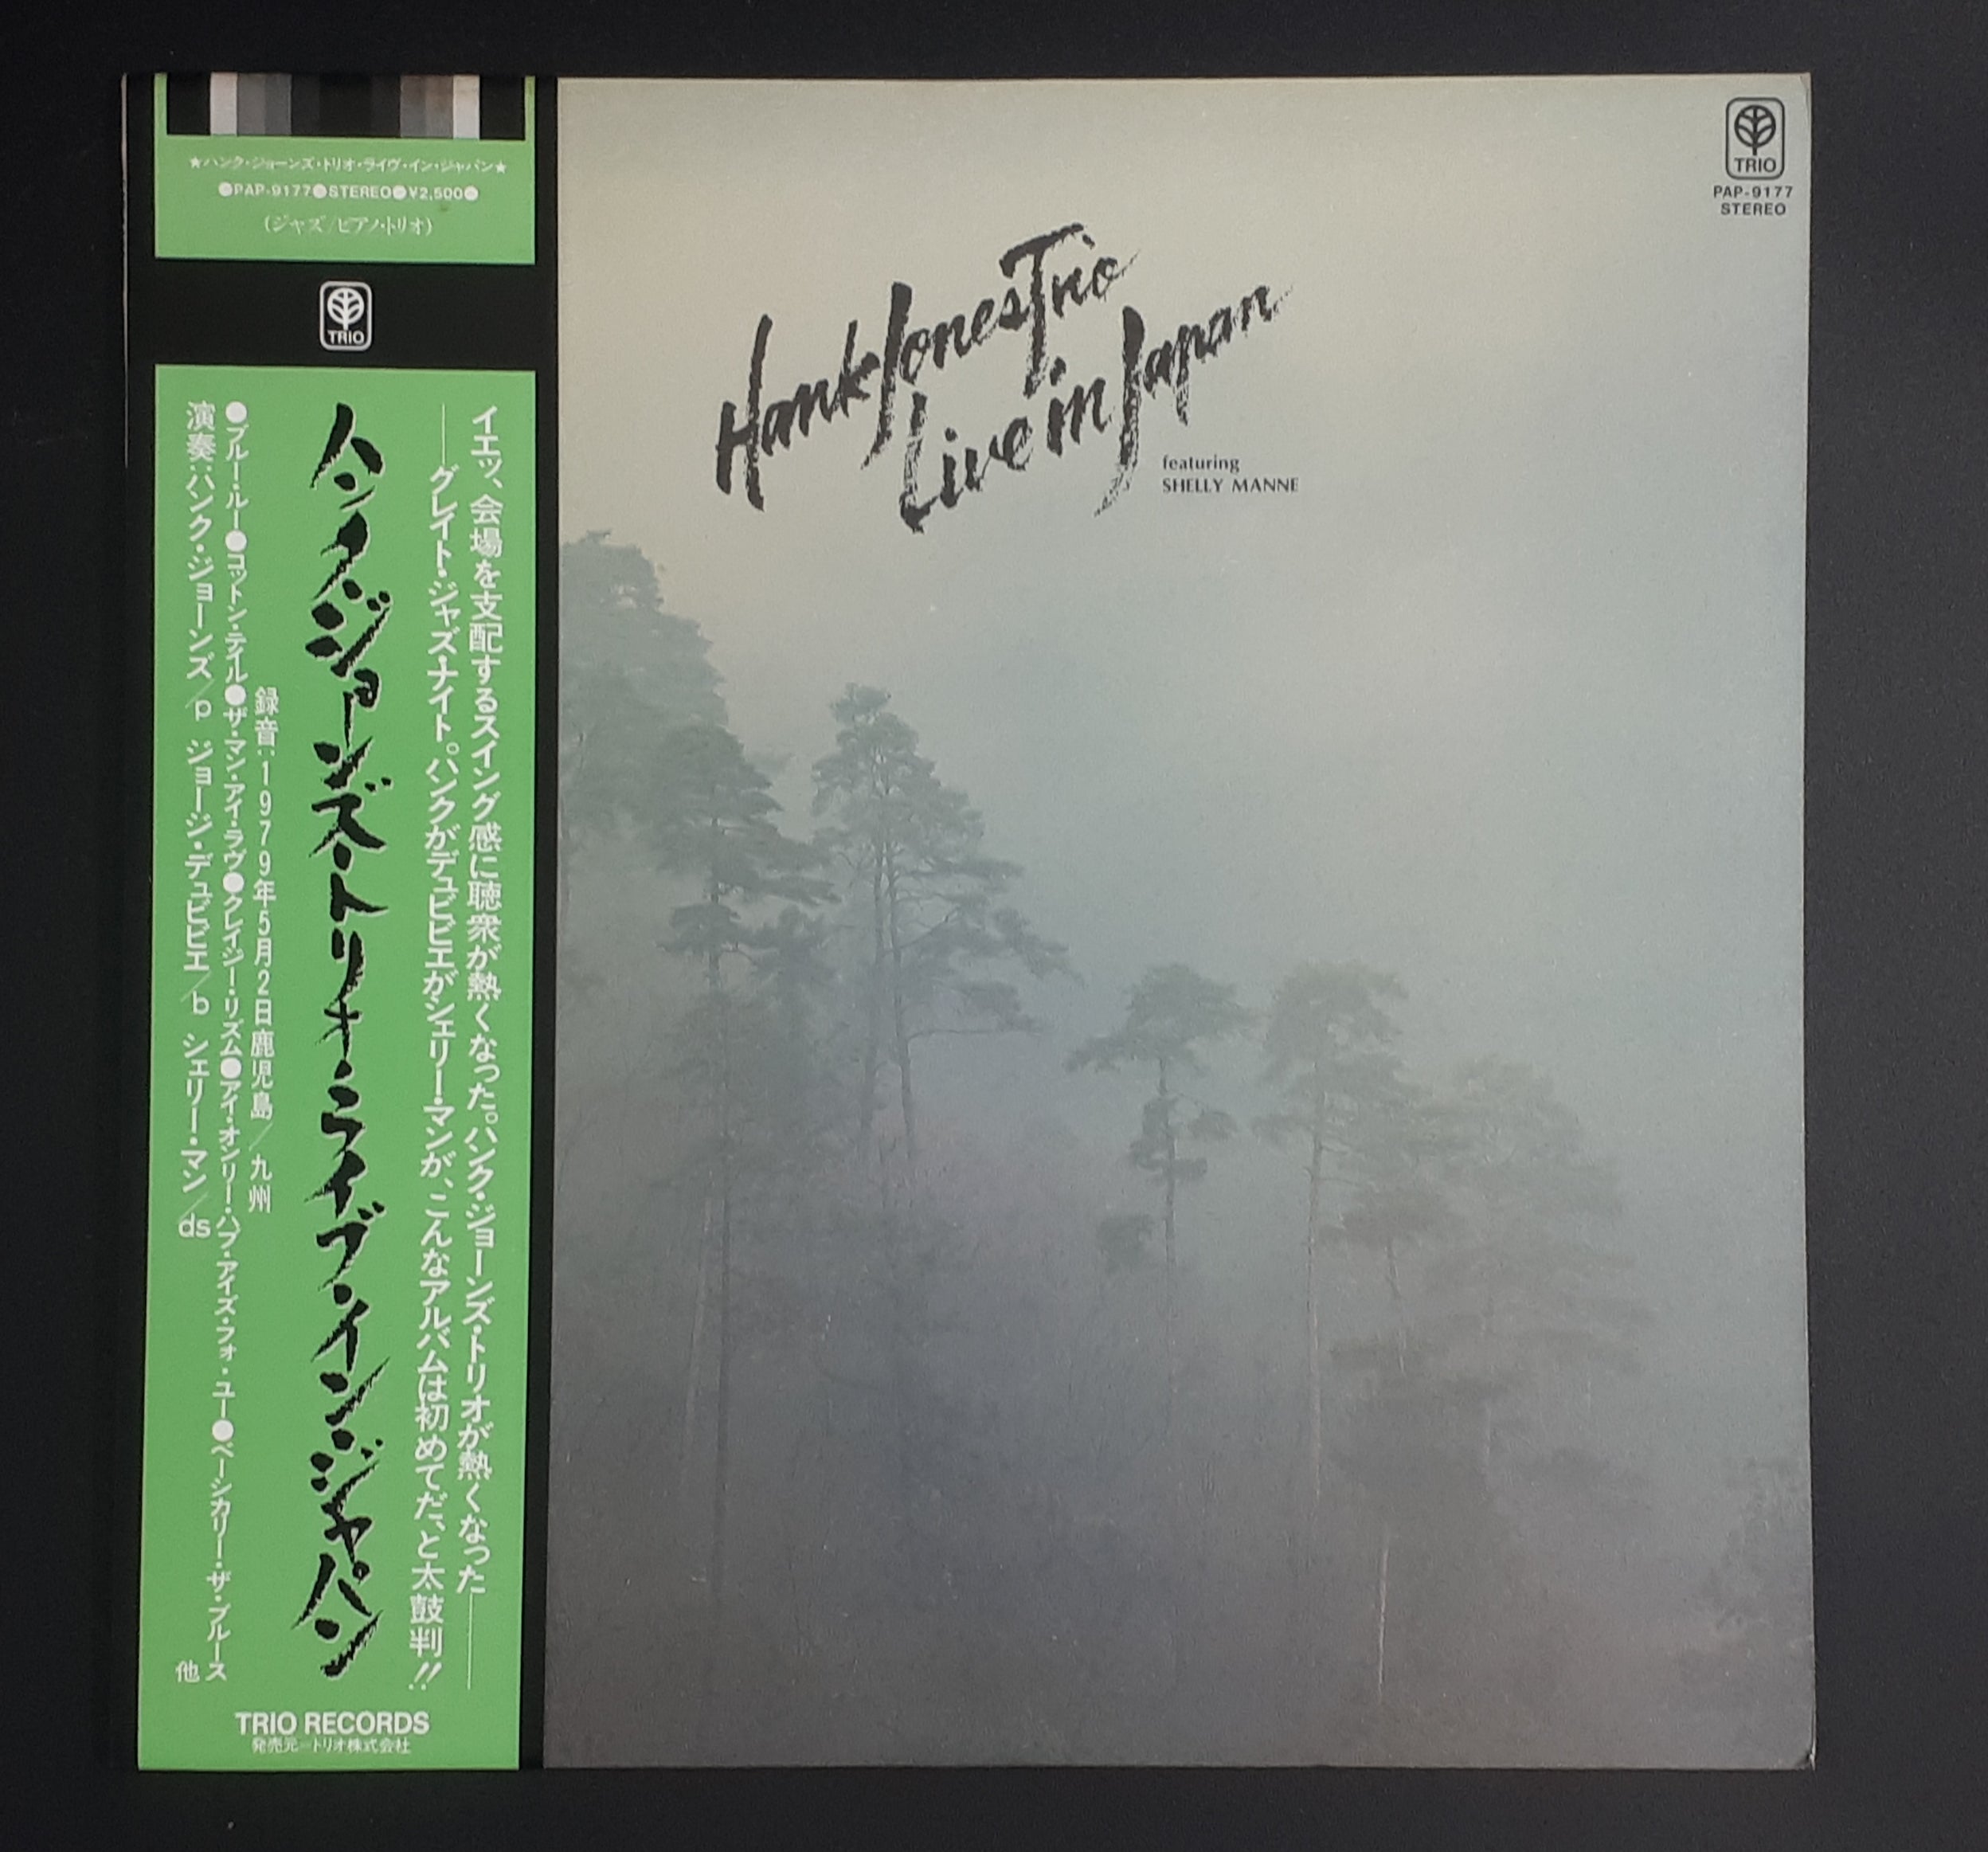 ★ハンク・ジョーンズ・トリオ・ライヴ・イン・ジャパン★
●PAP-9177●STEREO●¥2,500●
(ジャズ/ピアノ・トリオ)
TRIO
イエッ、会場を支配するスイング感に聴衆が熱くなった。ハンク・ジョーンズ・トリオが熱くなった——
——グレイト・ジャズ・ナイト。ハンクがデュビビエがシェリー・マンが、こんなアルバムは初めてだ、と太鼓判!!
ハンク・ジョーンズ・トリオ・ライブ・イン・ジャパン
録音:1979年5月2日鹿児島/九州
●ブルー・ルー●コットン・テイル●ザ・マン・アイ・ラヴ●クレイジー・リズム●アイ・オンリー・ハブ・アイズ・フォ・ユー●ベーシカリー・ザ・ブルース
他
演奏:ハンク・ジョーンズ/p ジョージ・デュビビエ/b シェリー・マン/ds
TRIO RECORDS
発売元=トリオ株式会社
Hank Jones Trio
Live in Japan
featuring
SHELLY MANNE
TRIO
PAP-9177
STEREO